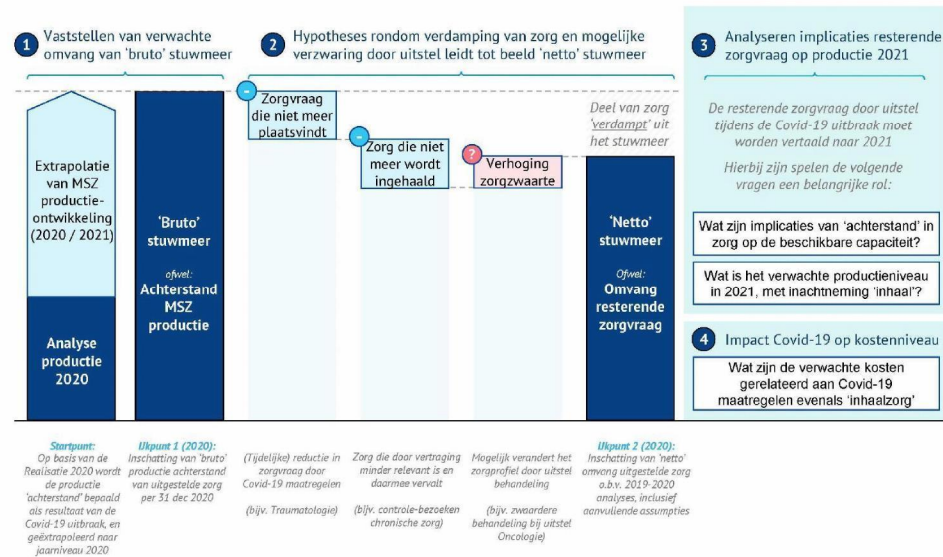 1 Vaststellen van verwachte
omvang van ‘bruto’ stuwmeer
2 Hypotheses rondom verdamping van zorg en mogelijke
verzwaring door uitstel leidt tot beeld ‘netto’ stuwmeer
3 Analyseren implicaties resterende
zorgvraag op productie 2021
Extrapolatie
van MSZ
productie-
ontwikkeling
(2020 / 2021)
Analyse
productie
2020
‘Bruto’
stuwmeer
ofwel:
Achterstand
MSZ
productie
-
Zorgvraag
die niet meer
plaatsvindt
-
Zorg die niet
meer wordt
ingehaald
?
Verhoging
zorgzwaarte
Deel van zorg
‘verdampt’ uit
het stuwmeer
‘Netto’
stuwmeer
Ofwel:
Omvang
resterende
zorgvraag
De resterende zorgvraag door uitstel
tijdens de Covid-19 uitbraak moet
worden vertaald naar 2021
Hierbij zijn spelen de volgende
vragen een belangrijke rol:
Wat zijn implicaties van ‘achterstand’ in
zorg op de beschikbare capaciteit?
Wat is het verwachte productieniveau
in 2021, met inachtneming ‘inhaal’?
4 Impact Covid-19 op kostenniveau
Wat zijn de verwachte kosten
gerelateerd aan Covid-19
maatregelen evenals ‘inhaalzorg’
Startpunt:
Op basis van de
Realisatie 2020 wordt
de productie
‘achterstand’ bepaald
als resultaat van de
Covid-19 uitbraak, en
geëxtrapoleerd naar
jaarniveau 2020
IJkpunt 1 (2020):
Inschatting van ‘bruto’
productie achterstand
van uitgestelde zorg
per 31 dec 2020
(Tijdelijke) reductie in
zorgvraag door
Covid-19 maatregelen
(bijv. Traumatologie)
Zorg die door vertraging
minder relevant is en
daarmee vervalt
(bijv. controle-bezoeken
chronische zorg)
Mogelijk verandert het
zorgprofiel door uitstel
behandeling
(bijv. zwaardere
behandeling bij uitstel
Oncologie)
IJkpunt 2 (2020):
Inschatting van ‘netto’
omvang uitgestelde zorg
o.b.v. 2019-2020
analyses, inclusief
aanvullende assumpties